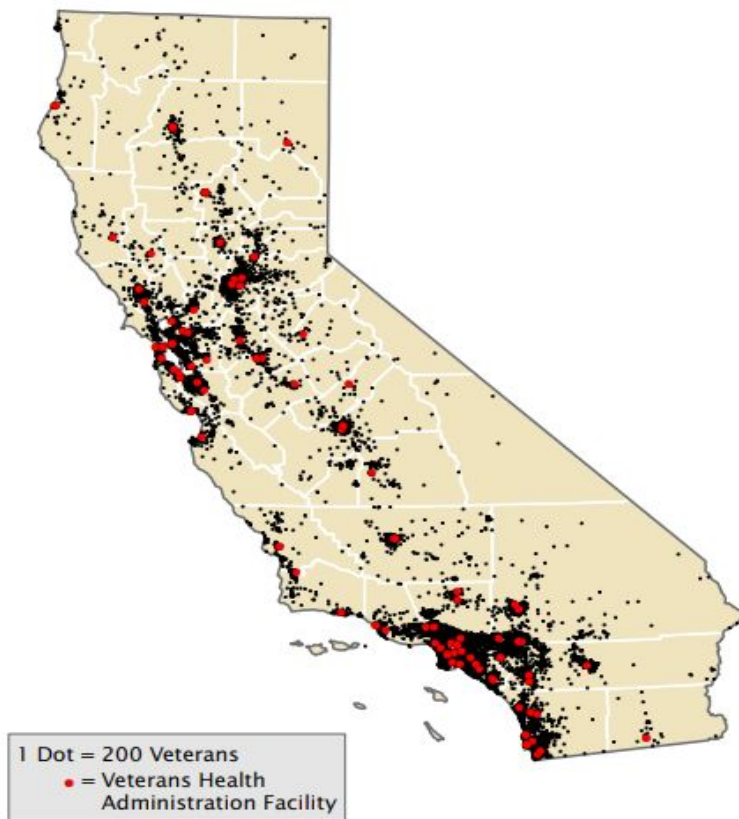 1 Dot = 200 Veterans
= Veterans Health
Administration Facility